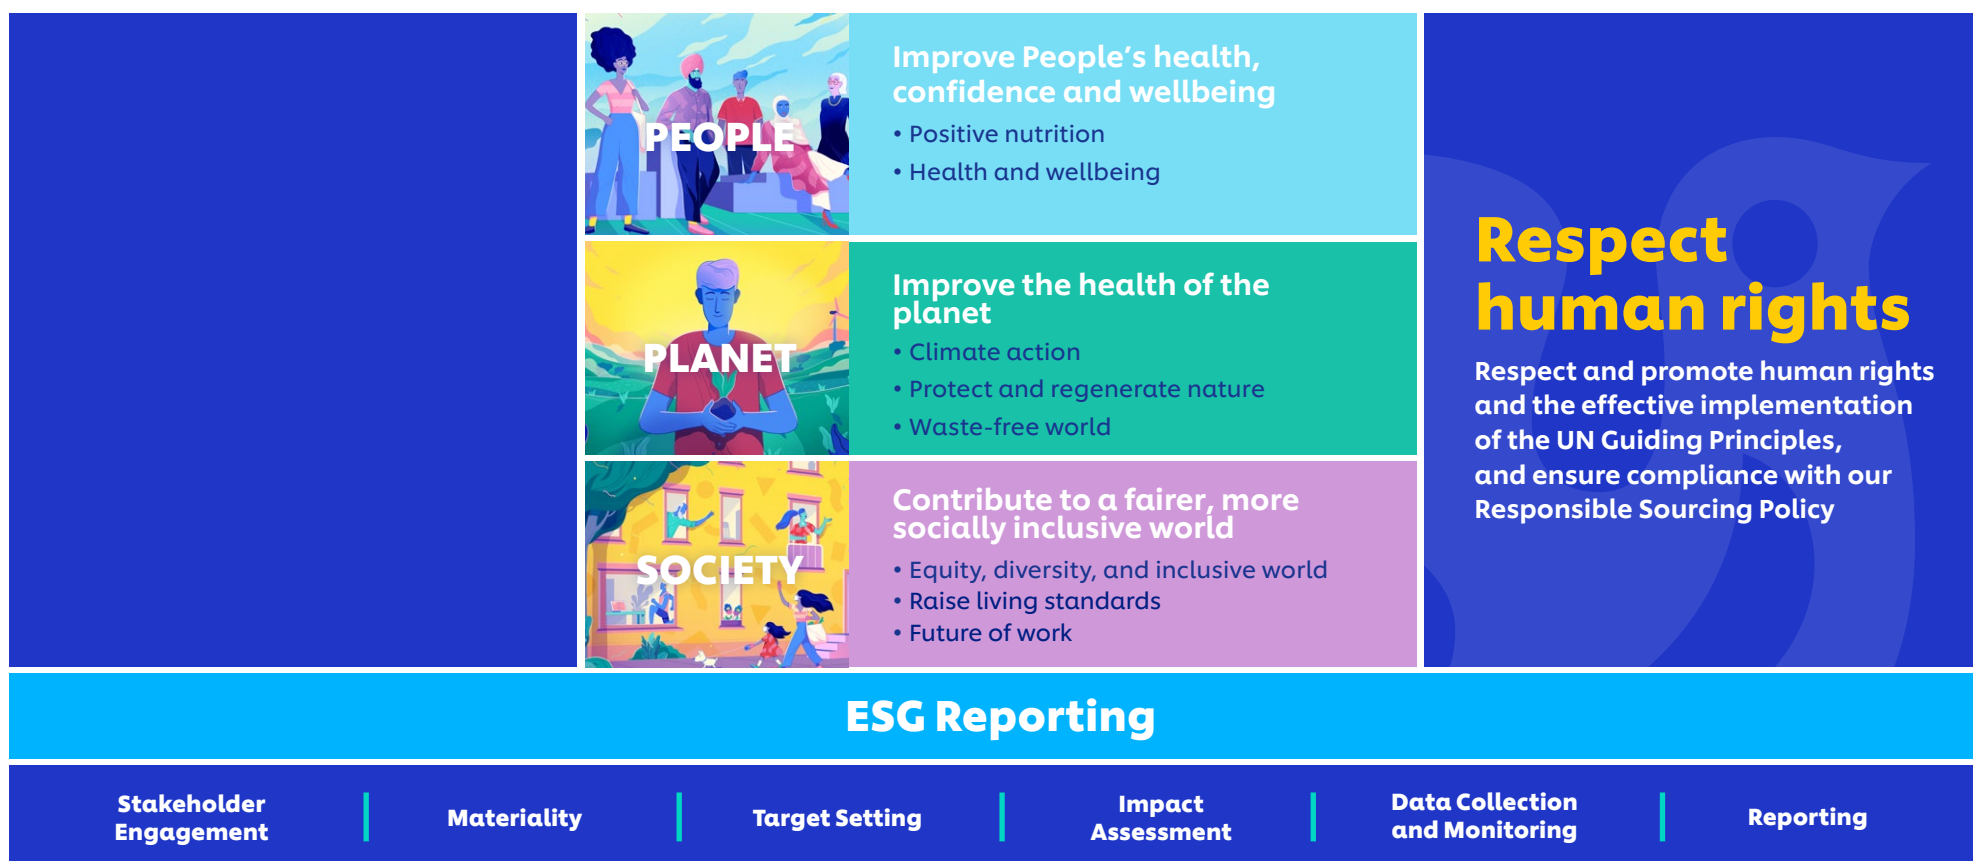 PEOPLE
Improve People's health,
confidence and wellbeing
• Positive nutrition
• Health and wellbeing
PLANET
Improve the health of the
planet
• Climate action
• Protect and regenerate nature
• Waste-free world
SOCIETY
Contribute to a fairer, more
socially inclusive world
• Equity, diversity, and inclusive world
• Raise living standards
• Future of work
Respect
human rights
Respect and promote human rights
and the effective implementation
of the UN Guiding Principles,
and ensure compliance with our
Responsible Sourcing Policy
ESG Reporting
Stakeholder
Engagement
Materiality
Target Setting
Impact
Assessment
Data Collection
and Monitoring
Reporting